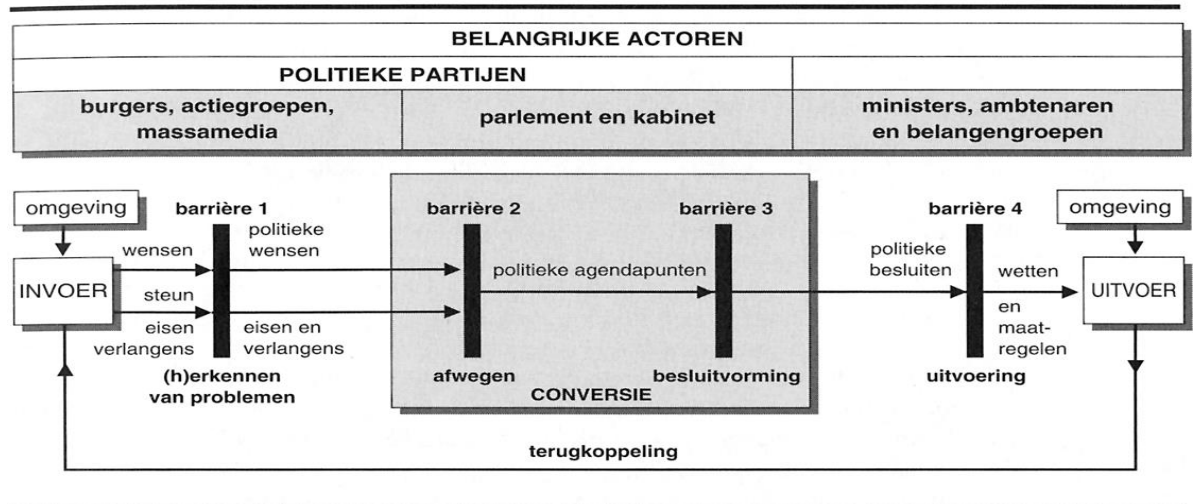 BELANGRIJKE ACTOREN
POLITIEKE PARTIJEN
burgers, actiegroepen,
massamedia
parlement en kabinet
ministers, ambtenaren
en belangengroepen
omgeving
INVOER
wensen
steun
eisen
verlangens
barrière 1
(h)erkennen
van problemen
politieke
wensen
eisen en
verlangens
barrière 2
afwegen
politieke agendapunten
barrière 3
besluitvorming
CONVERSIE
politieke
besluiten
barrière 4
uitvoering
wetten
en
maat-
regelen
omgeving
UITVOER
terugkoppeling